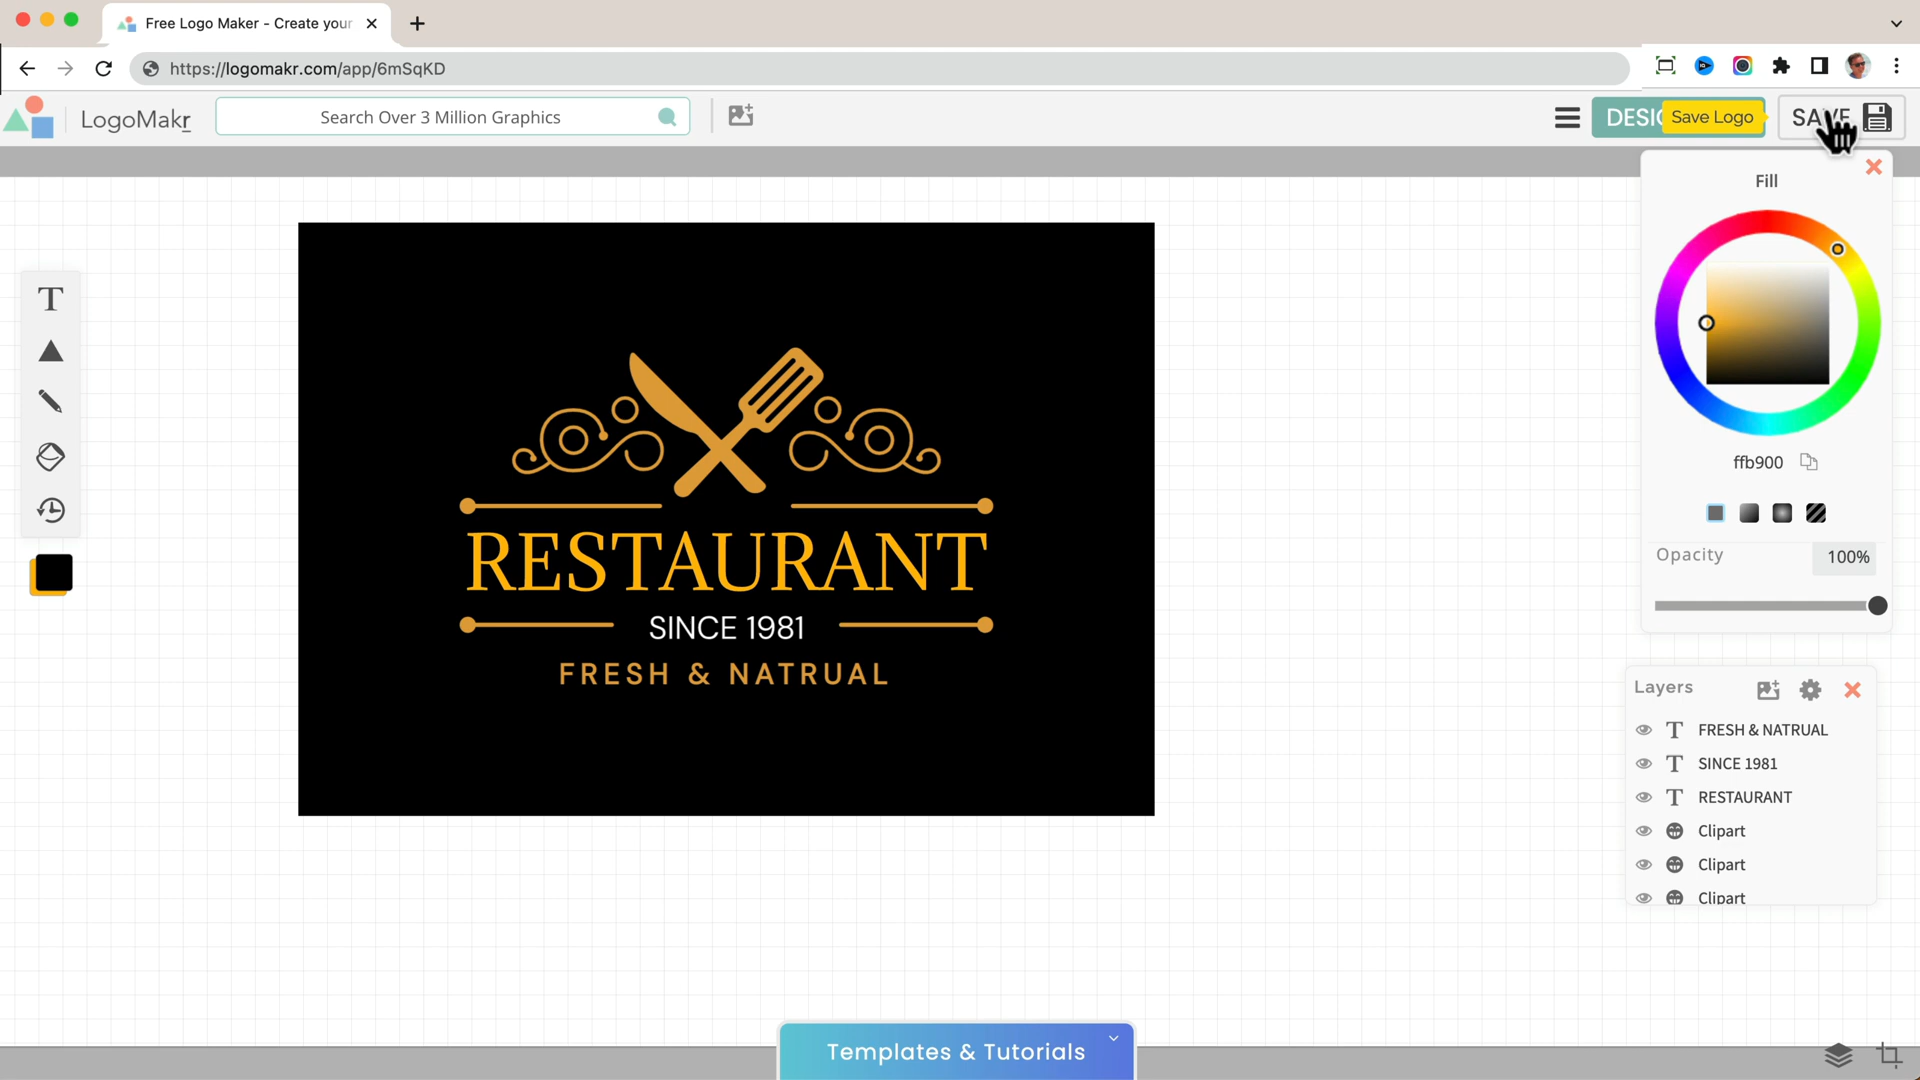 Free Logo Maker - Create your
https://logomakr.com/app/6mSqKD
LogoMakr
Search Over 3 Million Graphics
Save Logo
SAVE
Fill
ffb900
Opacity
100%
RESTAURANT
SINCE 1981
FRESH & NATRUAL
Layers
FRESH & NATRUAL
SINCE 1981
RESTAURANT
Clipart
Clipart
Clipart
Templates & Tutorials